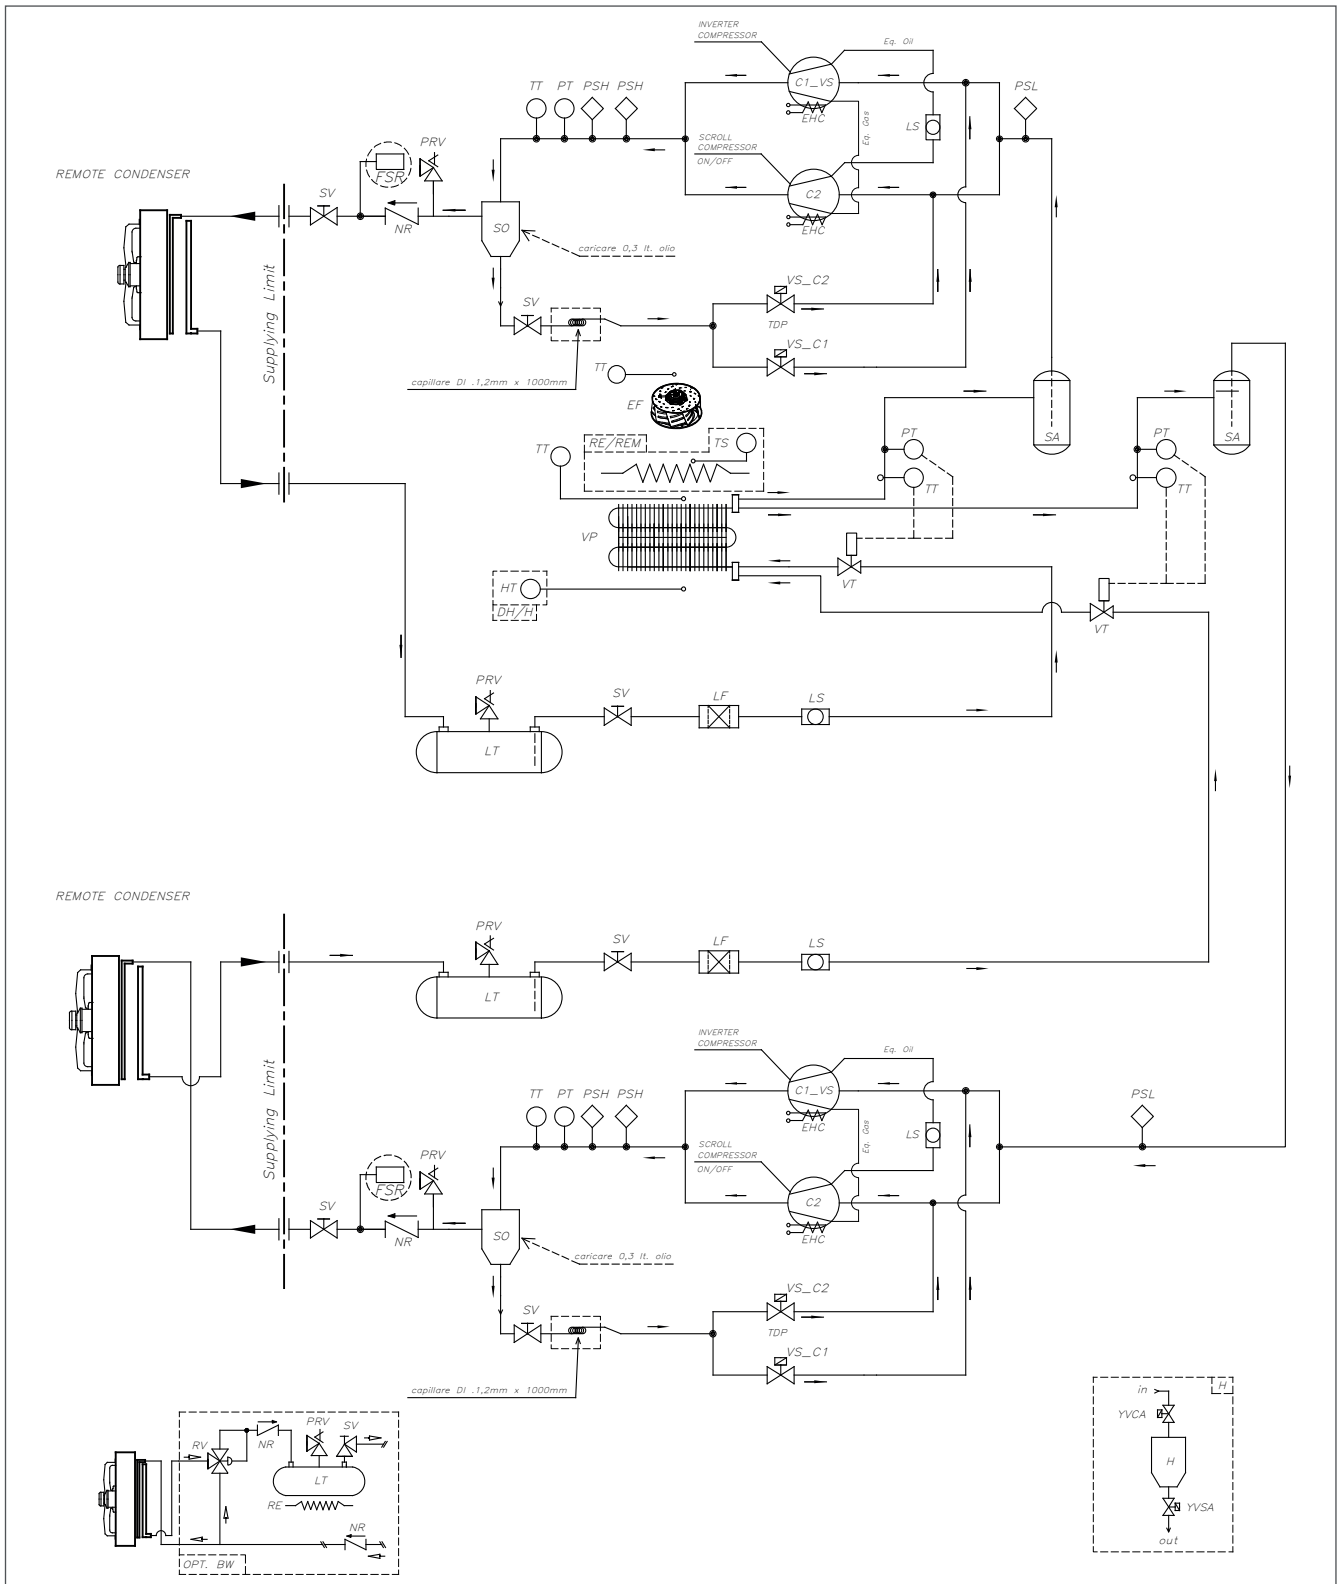 INVERTER
COMPRESSOR
Eq. Oil
TT PT PSH PSH
C1_VS
PSL
EHC
LS
Eq. Gas
SCROLL
COMPRESSOR
ON/OFF
PRV
FSR
REMOTE CONDENSER
SV
C2
NR
SO
EHC
caricare 0,3 lt. olio
Supplying Limit
VS_C2
SV
TDP
VS_C1
capillare DI .1,2mm x 1000mm
TT
EF
SA
SA
RE/REM
TS
TT
PT
PT
TT
TT
VP
VT
HT
DH/H
VT
PRV
SV
LF
LS
LT
REMOTE CONDENSER
PRV
SV
LF
LS
LT
INVERTER
COMPRESSOR
Eq. Oil
Supplying Limit
TT PT PSH PSH
C1_VS
PSL
EHC
LS
Eq. Gas
SCROLL
COMPRESSOR
ON/OFF
PRV
FSR
SV
C2
NR
SO
EHC
caricare 0,3 lt. olio
VS_C2
SV
TDP
VS_C1
capillare DI .1,2mm x 1000mm
in
H
YVCA
H
YVSA
out
RV
NR
PRV
SV
LT
RE
NR
OPT. BW